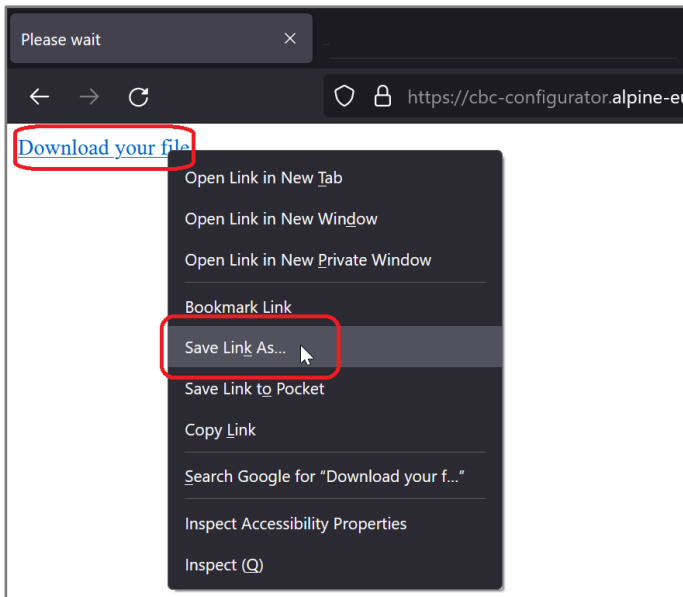 Please wait
https://cbc-configurator.alpine-eu
Download your file
Open Link in New Tab
Open Link in New Window
Open Link in New Private Window
Bookmark Link
Save Link As...
Save Link to Pocket
Copy Link
Search Google for “Download your f...”
Inspect Accessibility Properties
Inspect (Q)